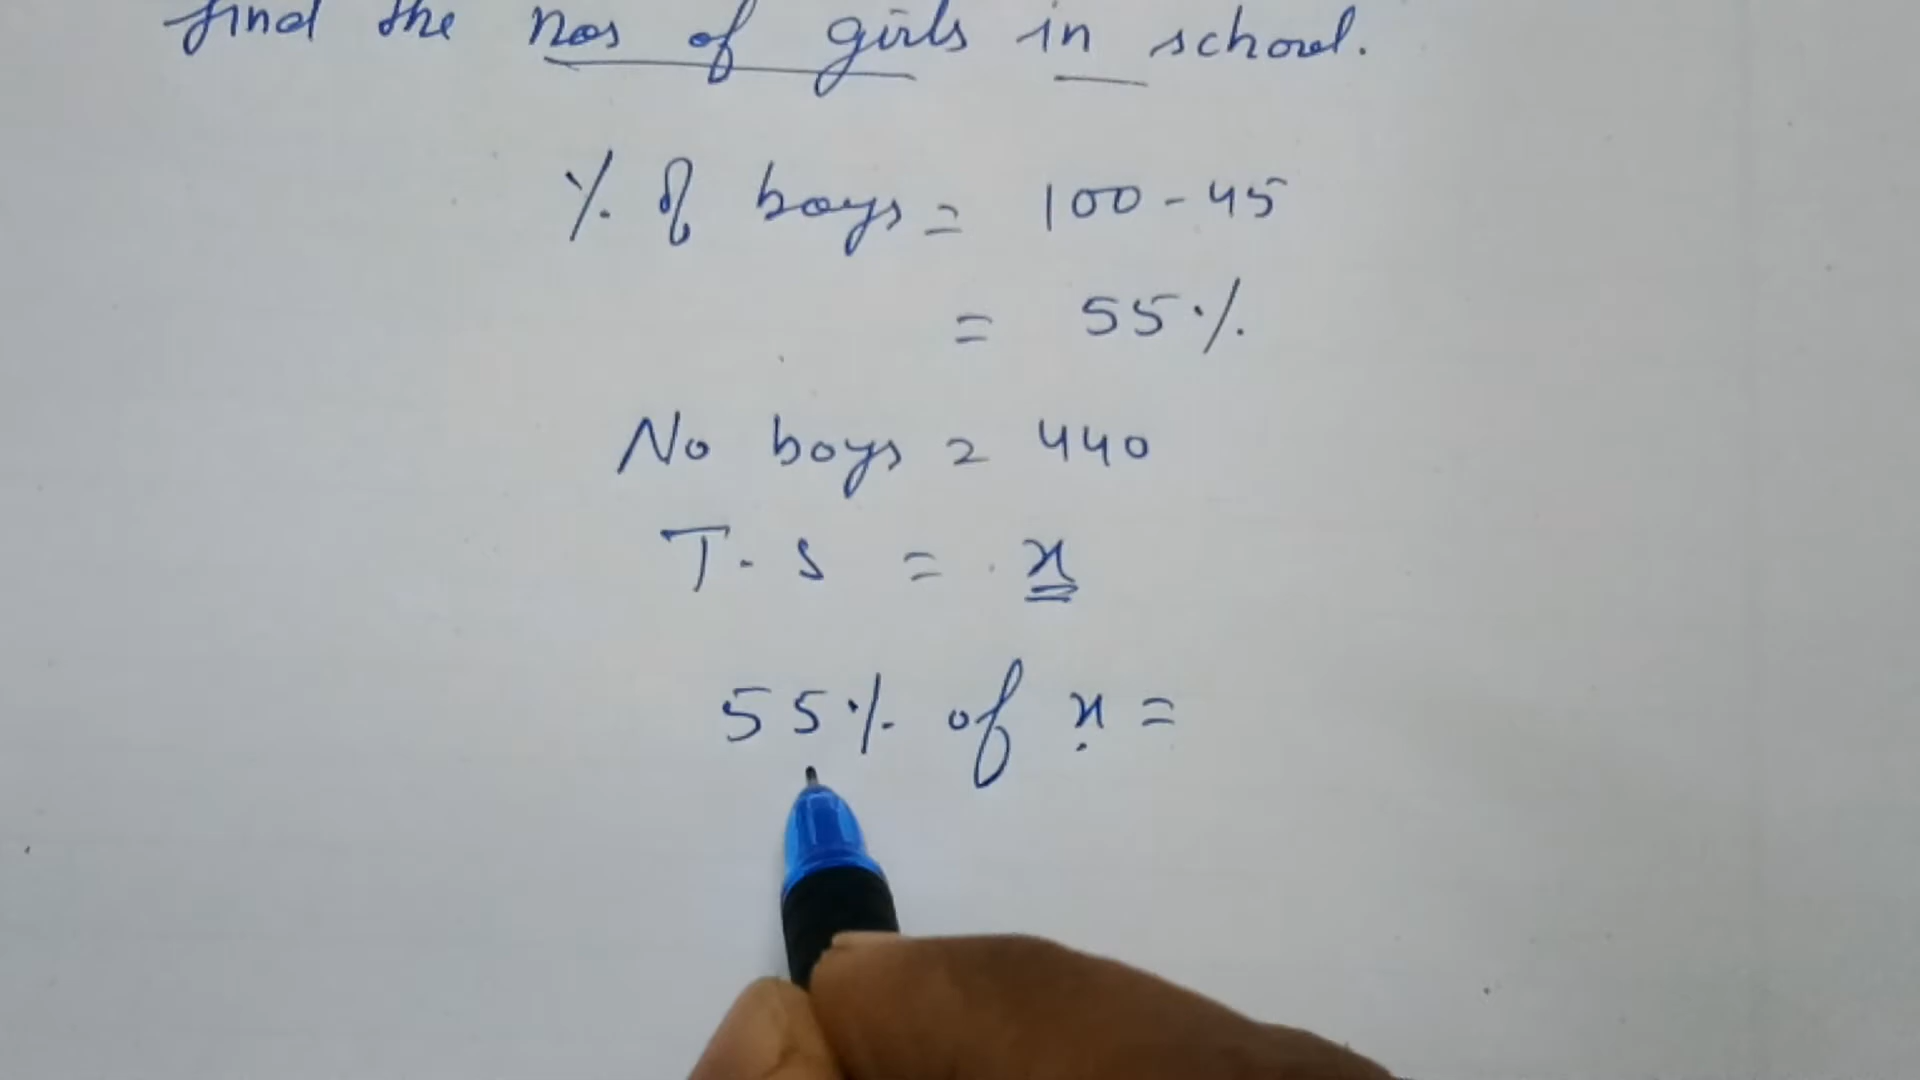 find the nos of girls in school.
% of boys = 100 - 45
= 55 %
No boys = 440
T. S = x
55% of x =